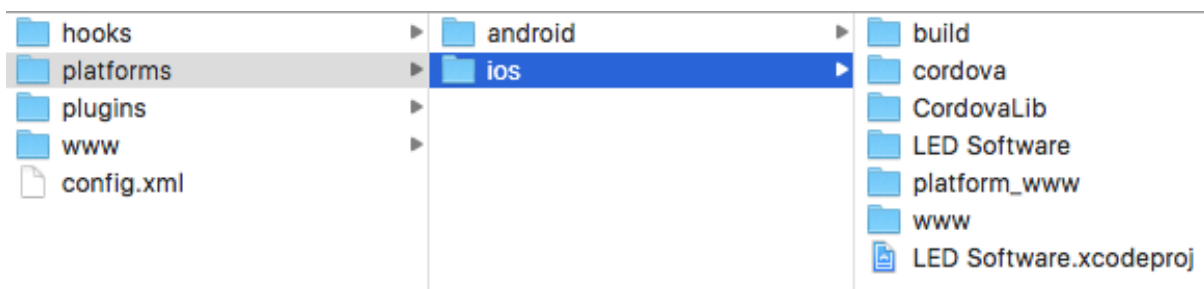 hooks
platforms
plugins
www
config.xml
android
ios
build
cordova
CordovaLib
LED Software
platform_www
www
LED Software.xcodeproj